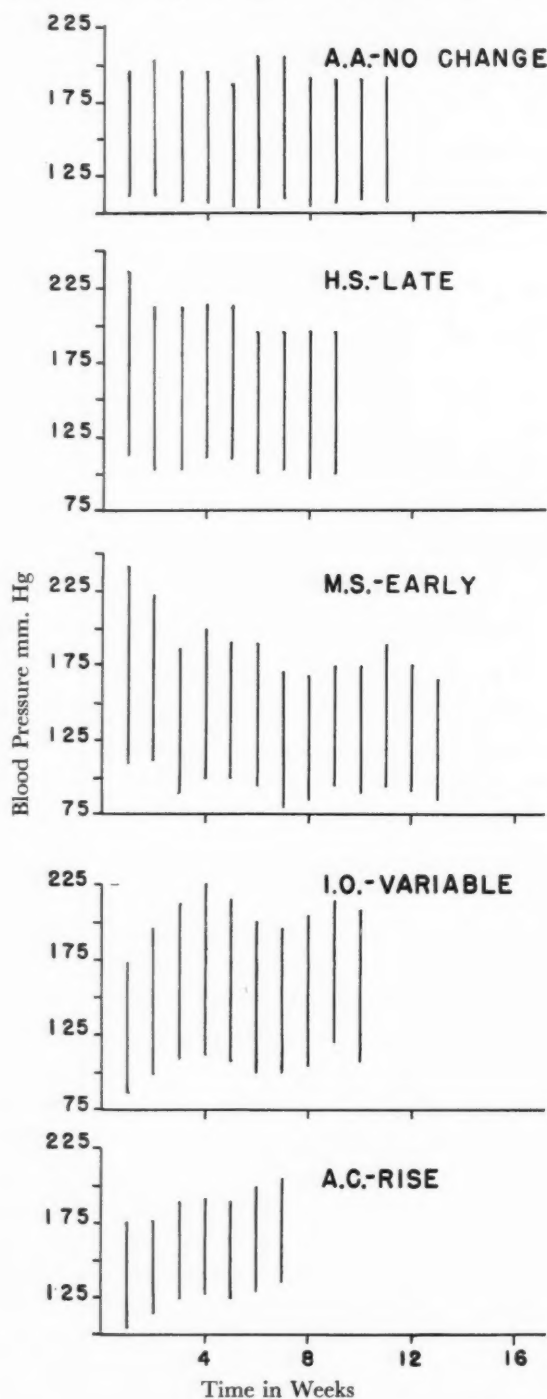 225
A.A.-NO CHANGE
175
125
225
H.S.-LATE
175
125
75
225
M.S.-EARLY
175
125
75
225
I.O.-VARIABLE
175
125
75
225
A.C.-RISE
175
125
4 8 12 16
Time in Weeks
Blood Pressure mm. Hg